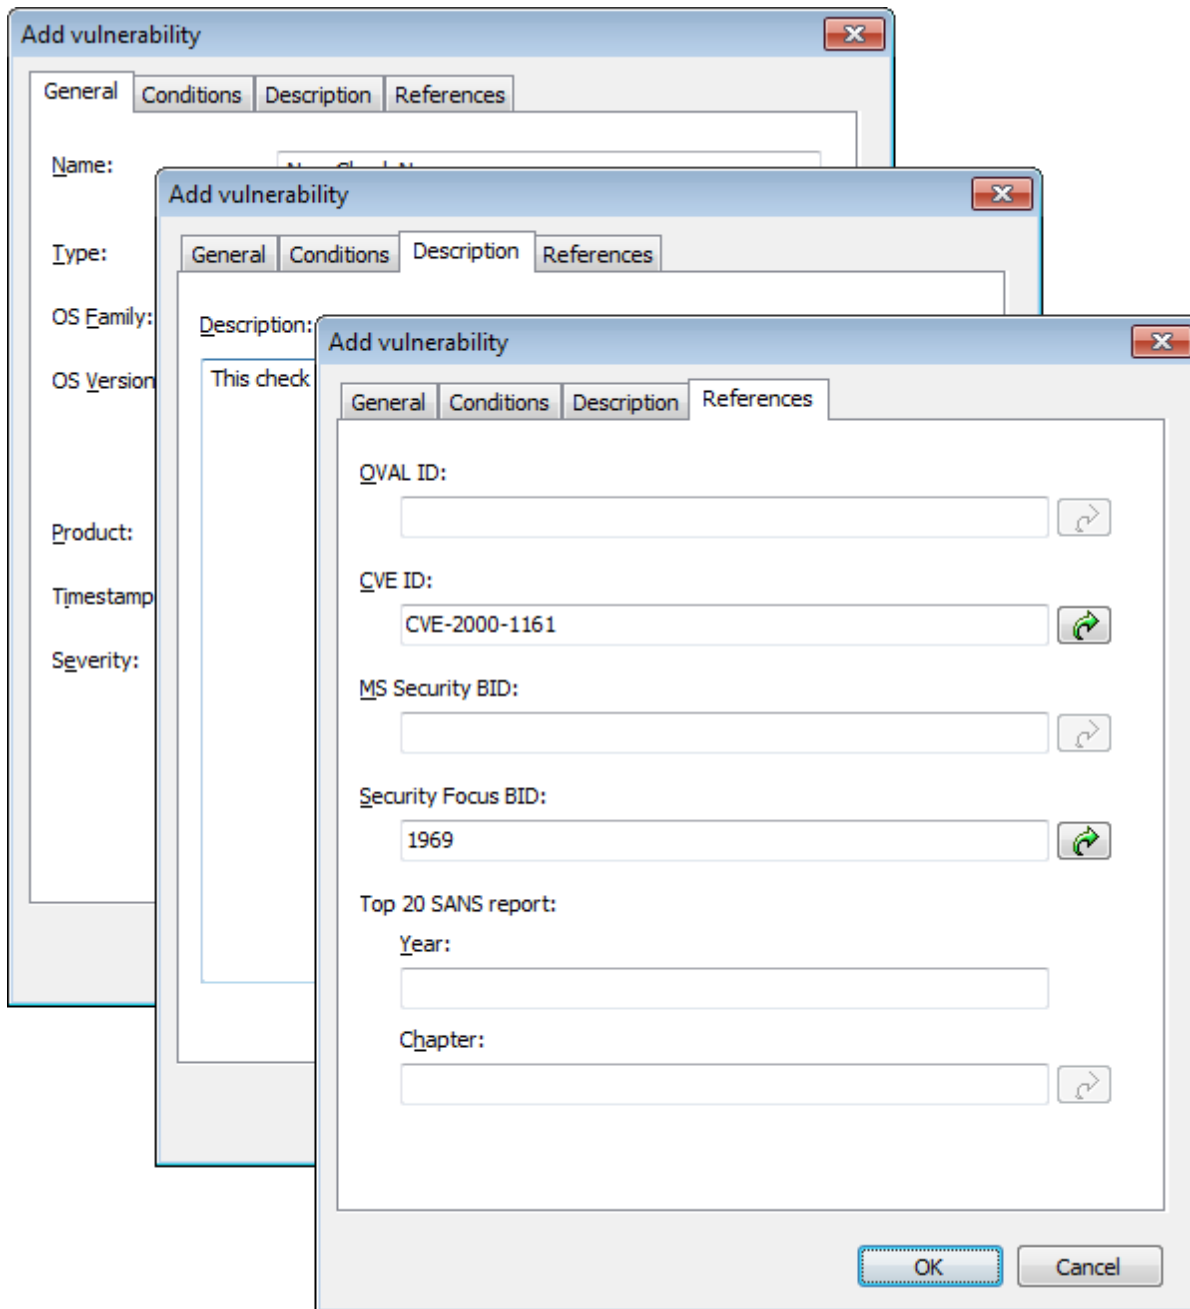 Add vulnerability
General Conditions Description References
Name:
Type:
OS Family:
OS Version
Product:
Timestamp
Severity:
Add vulnerability
General Conditions Description References
Description:
This check
Add vulnerability
General Conditions Description References
OVAL ID:
CVE ID:
CVE-2000-1161
MS Security BID:
Security Focus BID:
1969
Top 20 SANS report:
Year:
Chapter:
OK Cancel